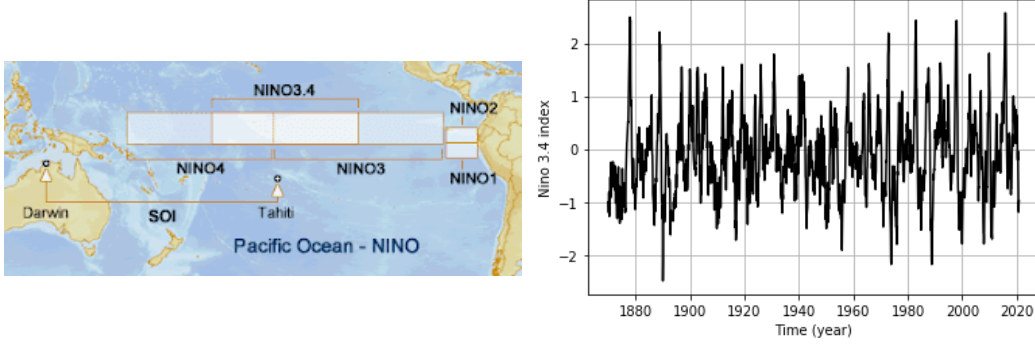 NINO3.4
NINO2
NINO4
NINO3
NINO1
Darwin
SOI
Tahiti
Pacific Ocean - NINO
Nino 3.4 index
2
1
0
−1
−2
1880 1900 1920 1940 1960 1980 2000 2020
Time (year)